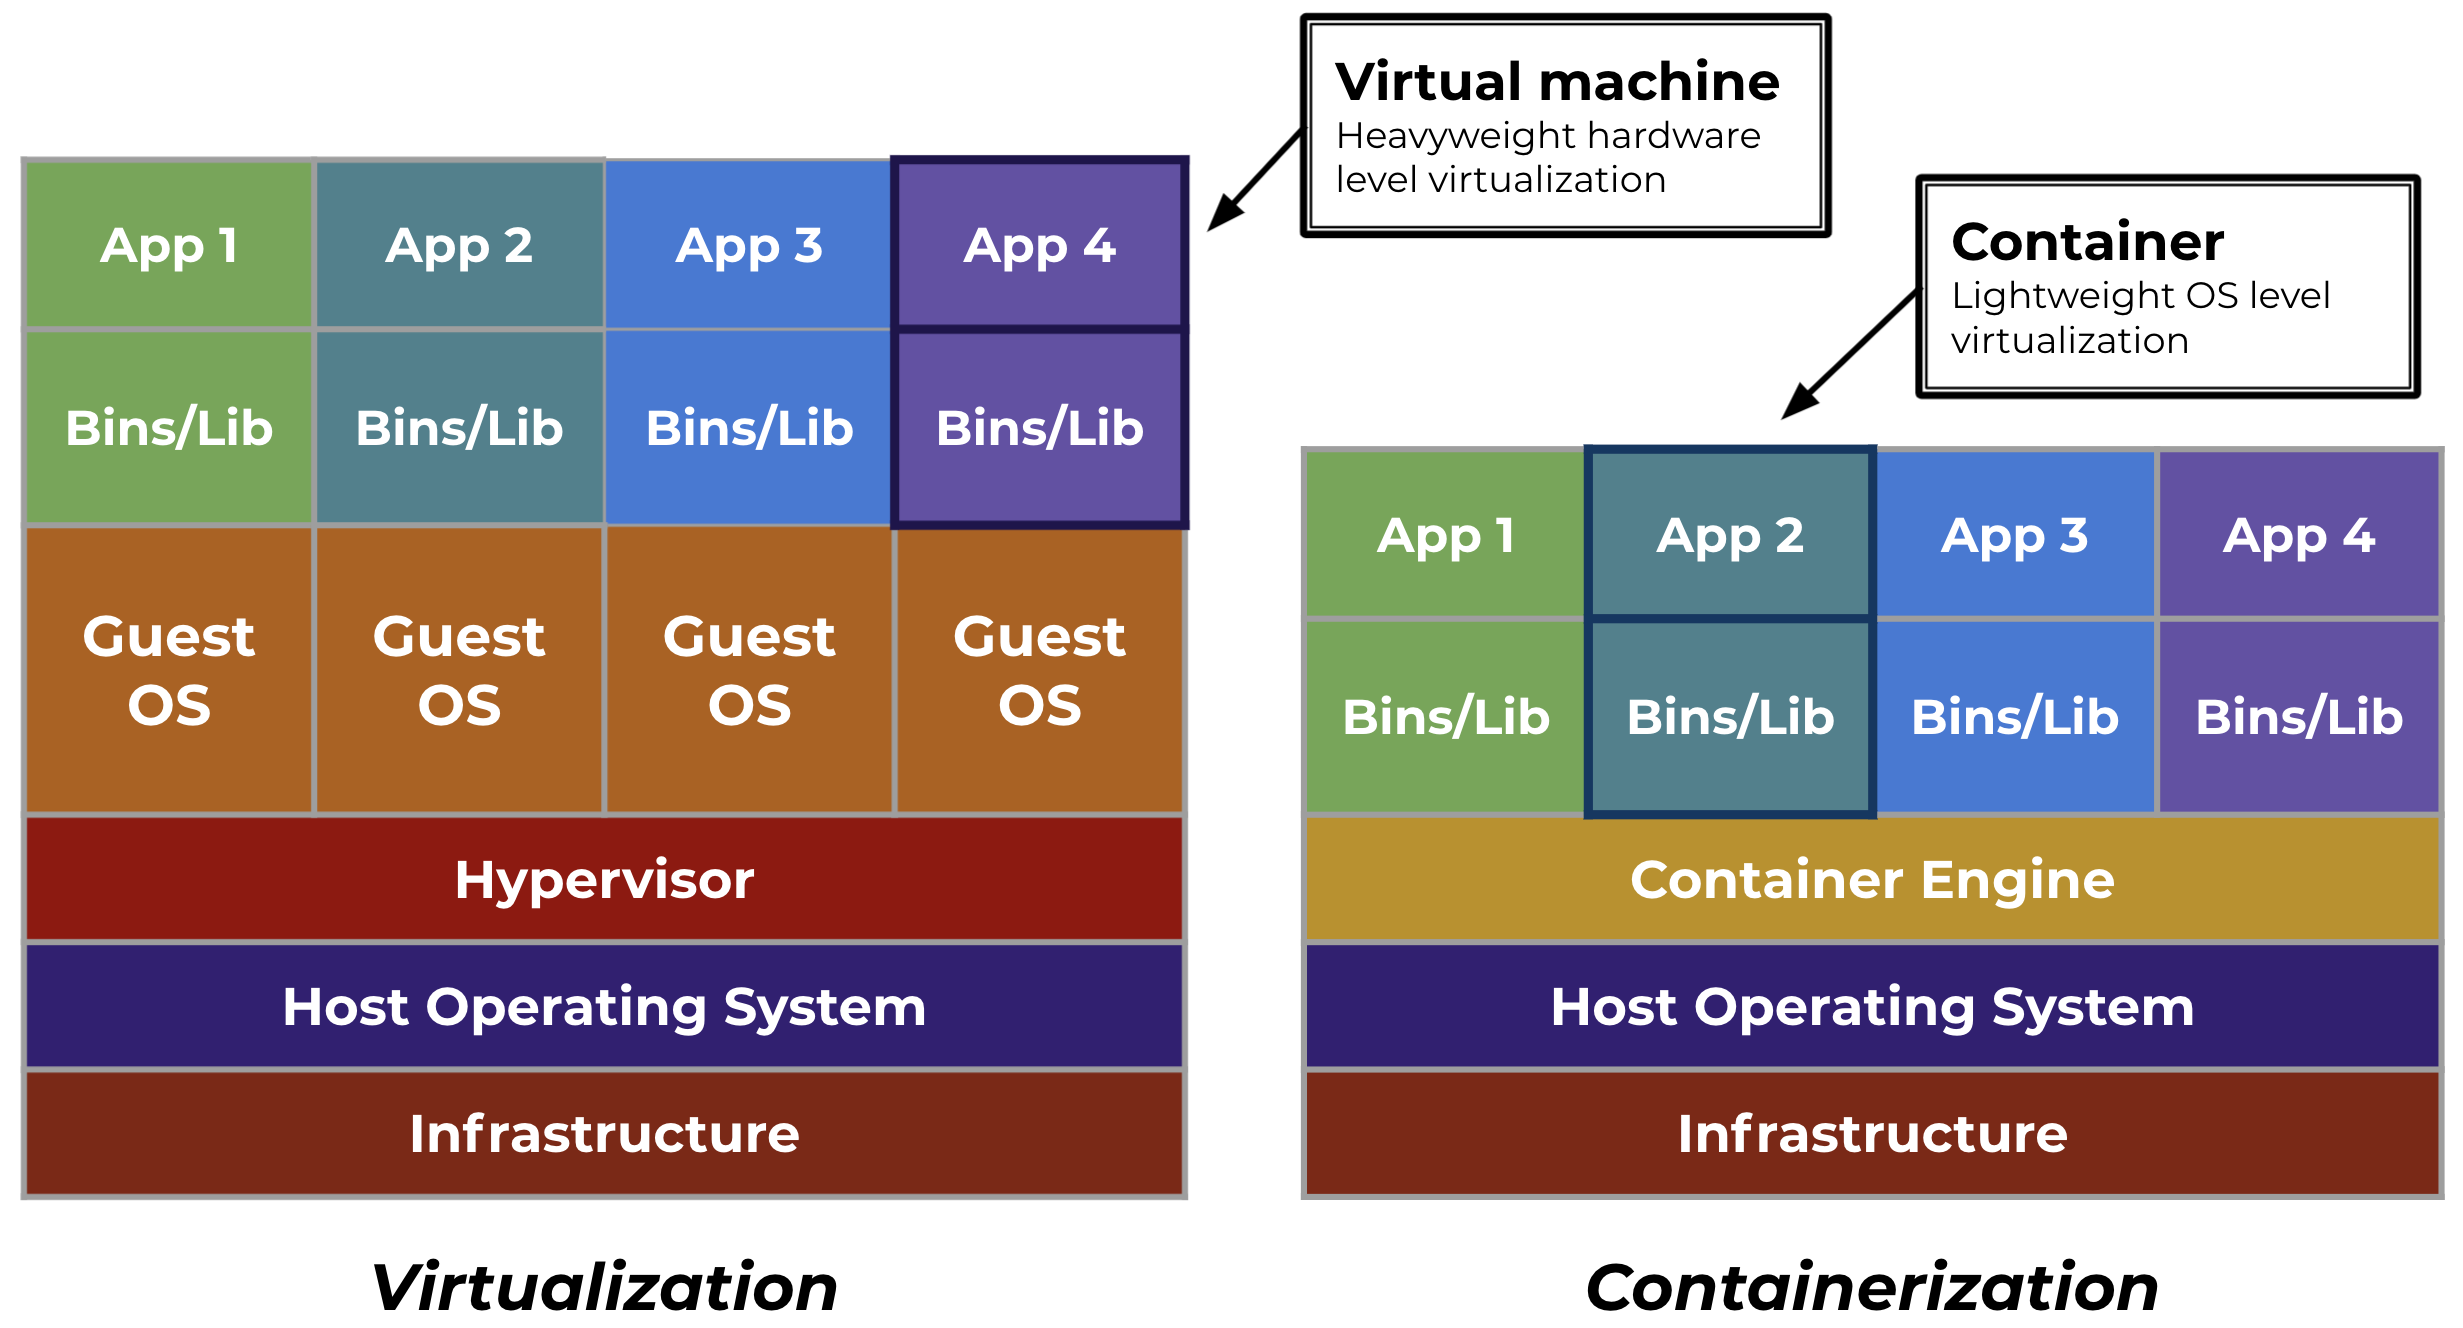 Virtual machine
Heavyweight hardware
level virtualization
Container
Lightweight OS level
virtualization
App 1
App 2
App 3
App 4
Bins/Lib
Bins/Lib
Bins/Lib
Bins/Lib
Guest
OS
Guest
OS
Guest
OS
Guest
OS
Hypervisor
Host Operating System
Infrastructure
Virtualization
App 1
App 2
App 3
App 4
Bins/Lib
Bins/Lib
Bins/Lib
Bins/Lib
Container Engine
Host Operating System
Infrastructure
Containerization